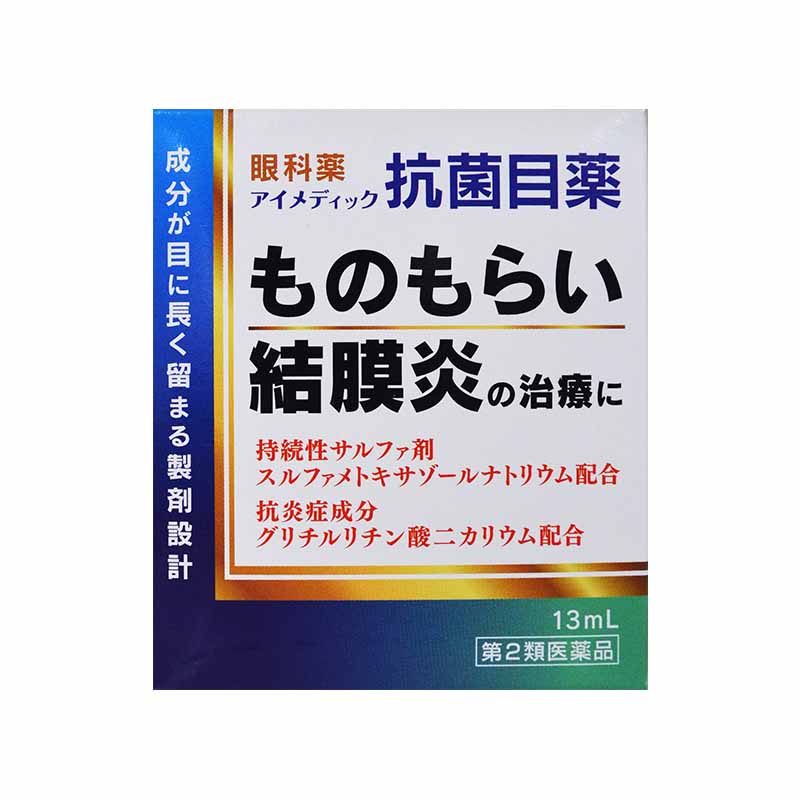 成分が目に長く留まる製剤設計
眼科薬
アイメディック
抗菌目薬
ものもらい
結膜炎の治療に
持続性サルファ剤
スルファメトキサゾールナトリウム配合
抗炎症成分
グリチルリチン酸二カリウム配合
13mL
第2類医薬品